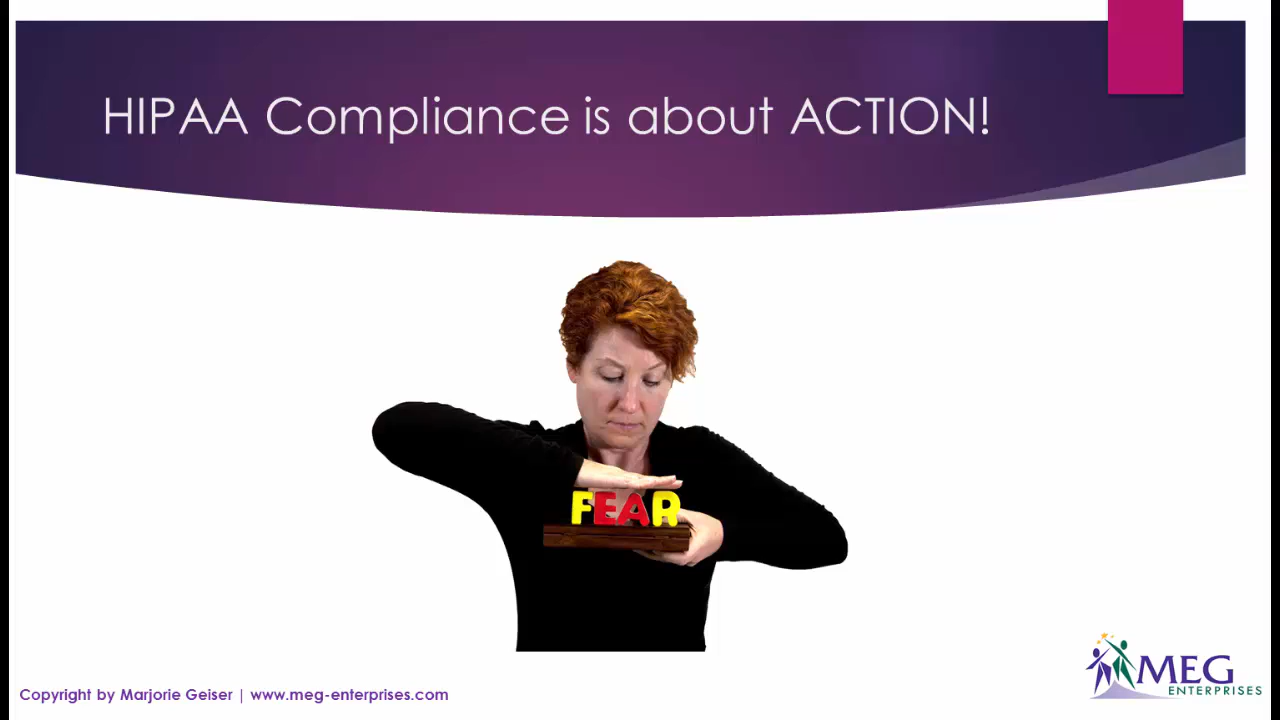 HIPAA Compliance is about ACTION!
FEAR
Copyright by Marjorie Geiser | www.meg-enterprises.com
MEG
ENTERPRISES